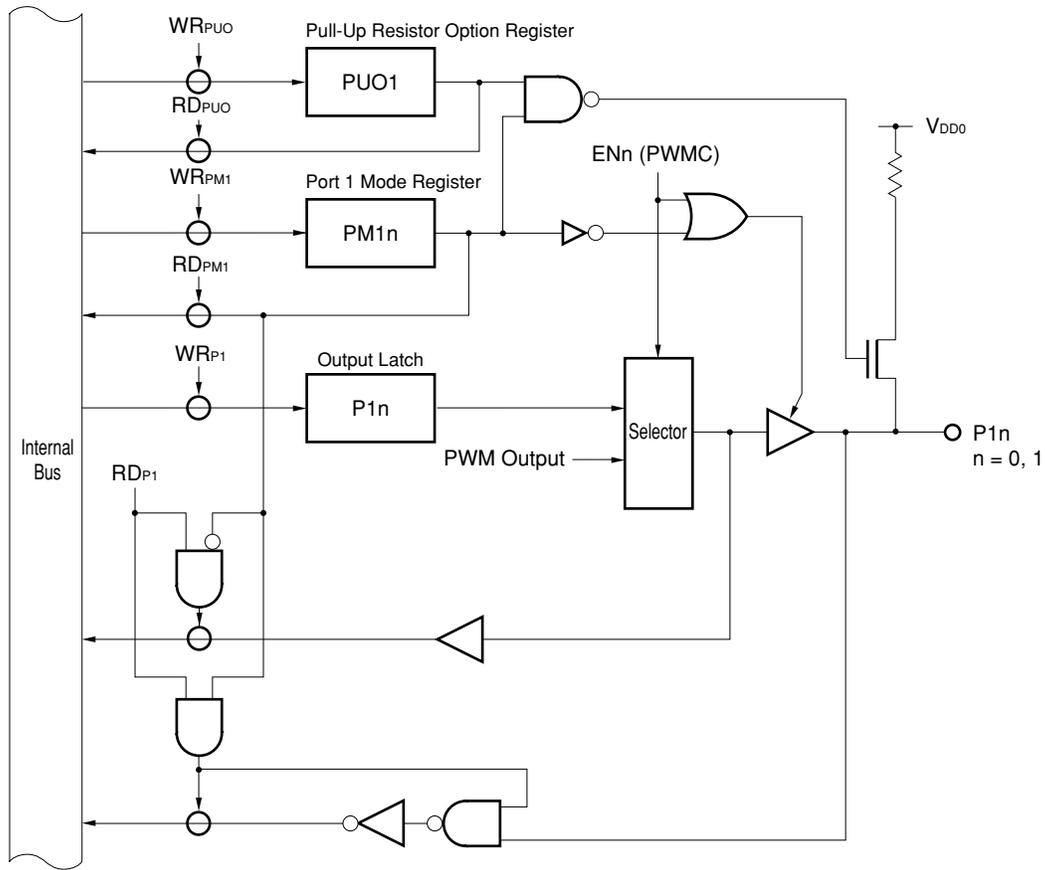 WRPUO
Pull-Up Resistor Option Register
PUO1
RDPUO
VDD0
ENn (PWMC)
WRPM1
Port 1 Mode Register
PM1n
RDPM1
WRP1
Output Latch
P1n
Selector
Internal
Bus
PWM Output
P1n
n = 0, 1
RDP1